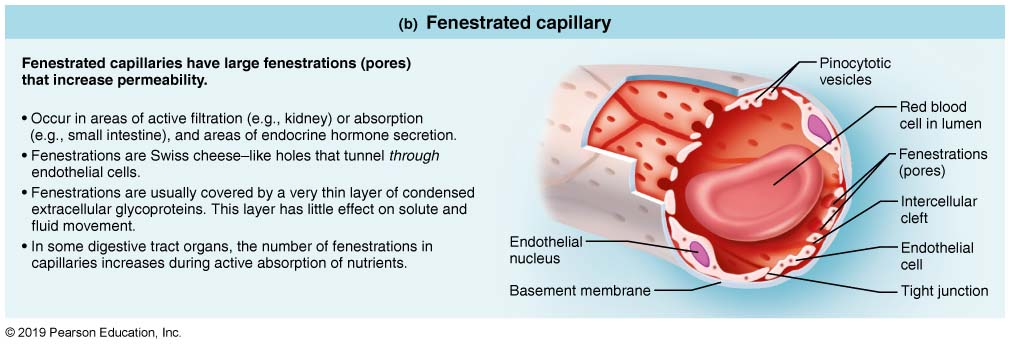 (b) Fenestrated capillary
Fenestrated capillaries have large fenestrations (pores)
that increase permeability.
• Occur in areas of active filtration (e.g., kidney) or absorption
(e.g., small intestine), and areas of endocrine hormone secretion.
• Fenestrations are Swiss cheese–like holes that tunnel through
endothelial cells.
• Fenestrations are usually covered by a very thin layer of condensed
extracellular glycoproteins. This layer has little effect on solute and
fluid movement.
• In some digestive tract organs, the number of fenestrations in
capillaries increases during active absorption of nutrients.
Pinocytotic
vesicles
Red blood
cell in lumen
Fenestrations
(pores)
Intercellular
cleft
Endothelial
cell
Tight junction
Endothelial
nucleus
Basement membrane
© 2019 Pearson Education, Inc.